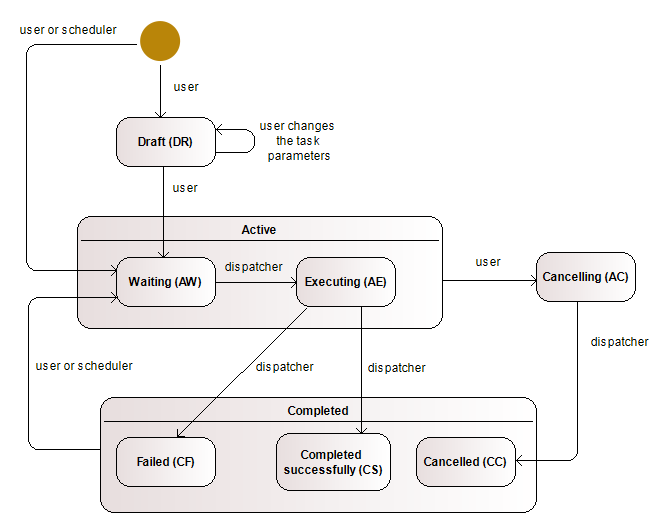 user or scheduler
user
Draft (DR)
user changes
the task
parameters
user
Active
Waiting (AW)
dispatcher
Executing (AE)
user
Cancelling (AC)
dispatcher
user or scheduler
dispatcher
dispatcher
Completed
Failed (CF)
Completed
successfully (CS)
Cancelled (CC)